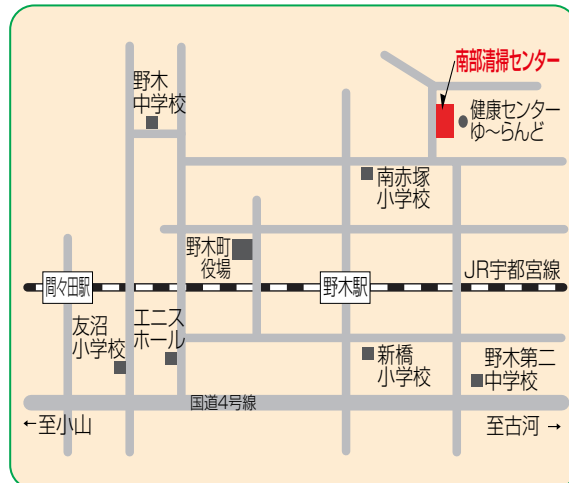 南部清掃センター
野木
中学校
健康センター
ゆ～らんど
南赤塚
小学校
野木町
役場
JR宇都宮線
間々田駅
野木駅
友沼
小学校
エニス
ホール
新橋
小学校
野木第二
中学校
国道4号線
←至小山
至古河→